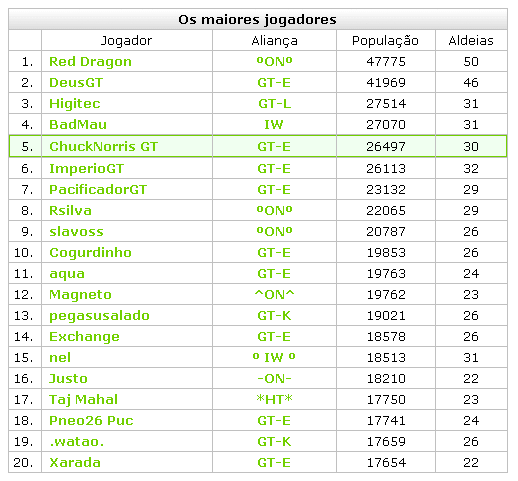 Os maiores jogadores
Jogador Aliança População Aldeias
1. Red Dragon ºONº 47775 50
2. DeusGT GT-E 41969 46
3. Higitec GT-L 27514 31
4. BadMau IW 27070 31
5. ChuckNorris GT GT-E 26497 30
6. ImperioGT GT-E 26113 32
7. PacificadorGT GT-E 23132 29
8. Rsilva ºONº 22065 29
9. slavoss ºONº 20787 26
10. Cogurdinho GT-E 19853 26
11. aqua GT-E 19763 24
12. Magneto ^ON^ 19762 23
13. pegasusalado GT-K 19021 26
14. Exchange GT-E 18578 26
15. nel º IW º 18513 31
16. Justo -ON- 18210 22
17. Taj Mahal *HT* 17750 23
18. Pneo26 Puc GT-E 17741 24
19. .watao. GT-K 17659 26
20. Xarada GT-E 17654 22